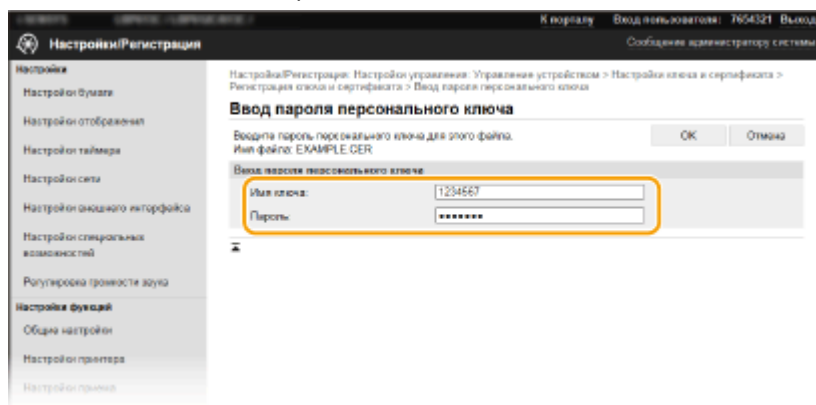 К порталу Вход пользователя: 7654321 Выход
Настройки/Регистрация
Сообщение администратору системы
Настройки
Настройки бумаги
Настройки отображения
Настройки таймера
Настройки сети
Настройки внешнего интерфейса
Настройки специальных
возможностей
Регулировка громкости звука
Настройки функций
Общие настройки
Настройки принтера
Настройки приема
Настройки/Регистрация: Настройки управления: Управление устройством > Настройки ключа и сертификата >
Регистрация ключа и сертификата > Ввод пароля персонального ключа
Ввод пароля персонального ключа
Введите пароль персонального ключа для этого файла.
Имя файла: EXAMPLE.CER
OK Отмена
Ввод пароля персонального ключа
Имя ключа: 1234567
Пароль: •••••••